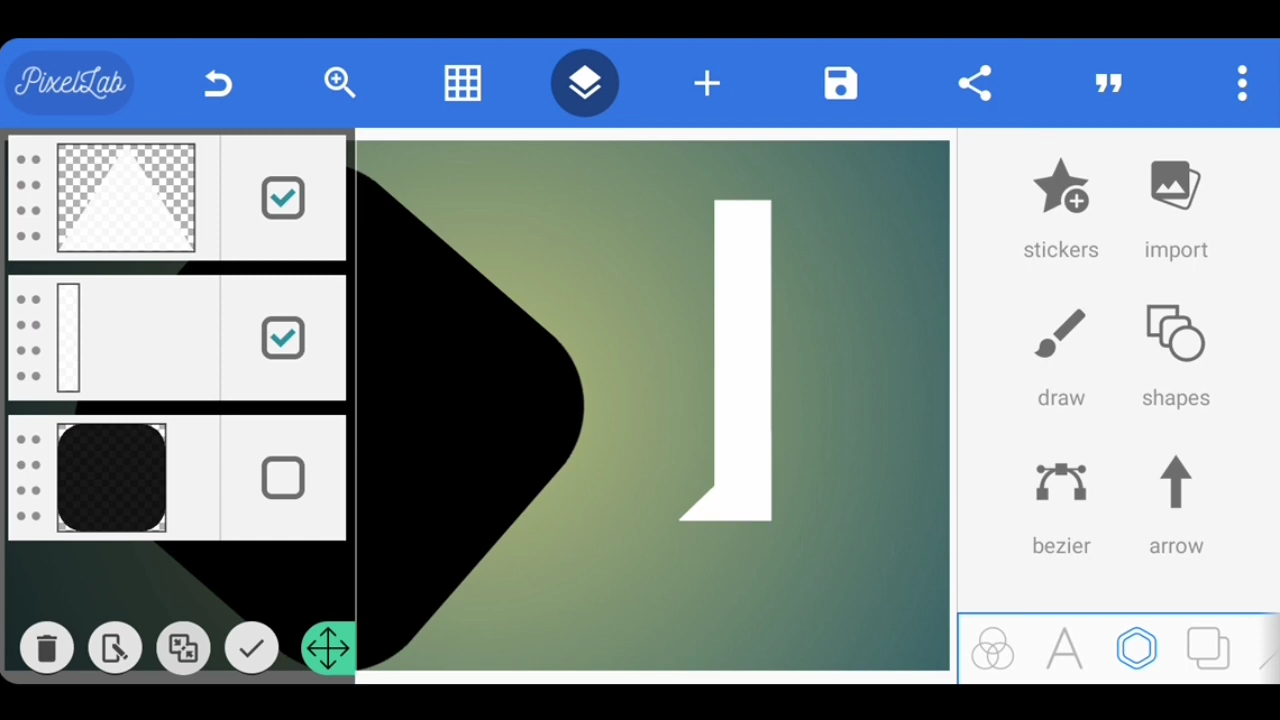 PixelLab
stickers
import
draw
shapes
bezier
arrow